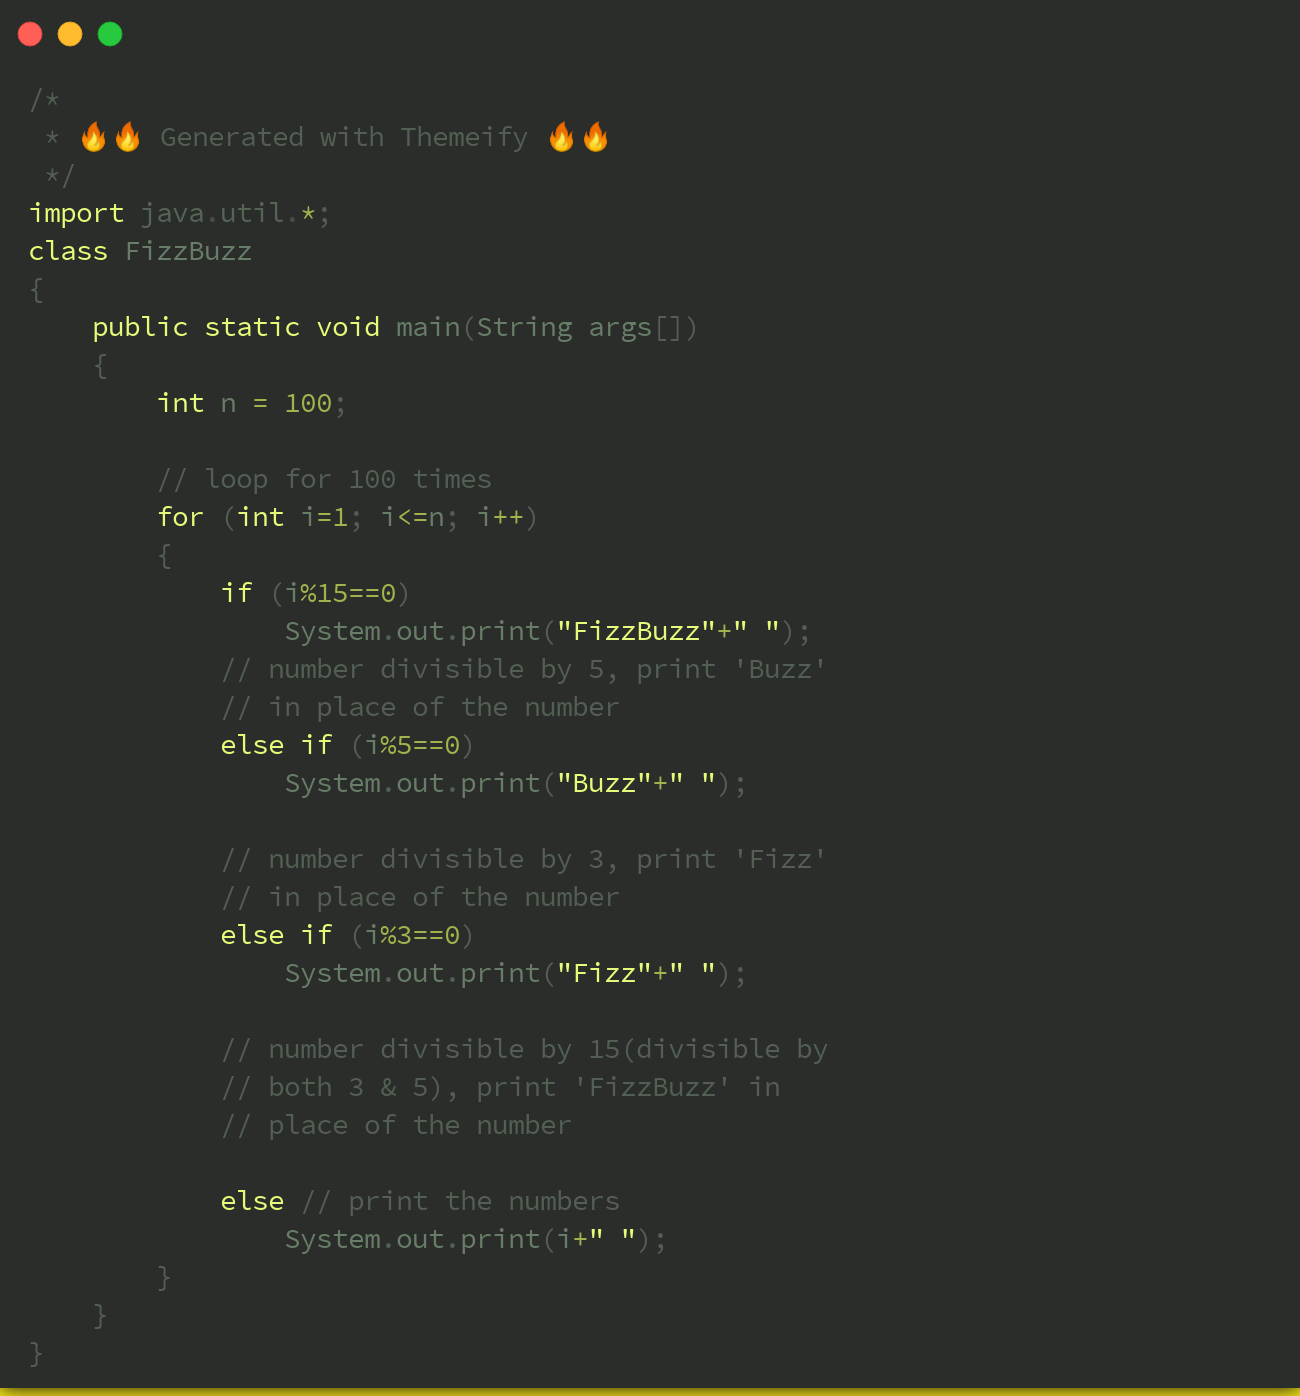 /*
 * 🔥🔥 Generated with Themeify 🔥🔥
 */
import java.util.*;
class FizzBuzz
{
    public static void main(String args[])
    {
        int n = 100;

        // loop for 100 times
        for (int i=1; i<=n; i++)
        {
            if (i%15==0)
                System.out.print("FizzBuzz"+" ");
            // number divisible by 5, print 'Buzz'
            // in place of the number
            else if (i%5==0)
                System.out.print("Buzz"+" ");

            // number divisible by 3, print 'Fizz'
            // in place of the number
            else if (i%3==0)
                System.out.print("Fizz"+" ");

            // number divisible by 15(divisible by
            // both 3 & 5), print 'FizzBuzz' in
            // place of the number

            else // print the numbers
                System.out.print(i+" ");
        }
    }
}